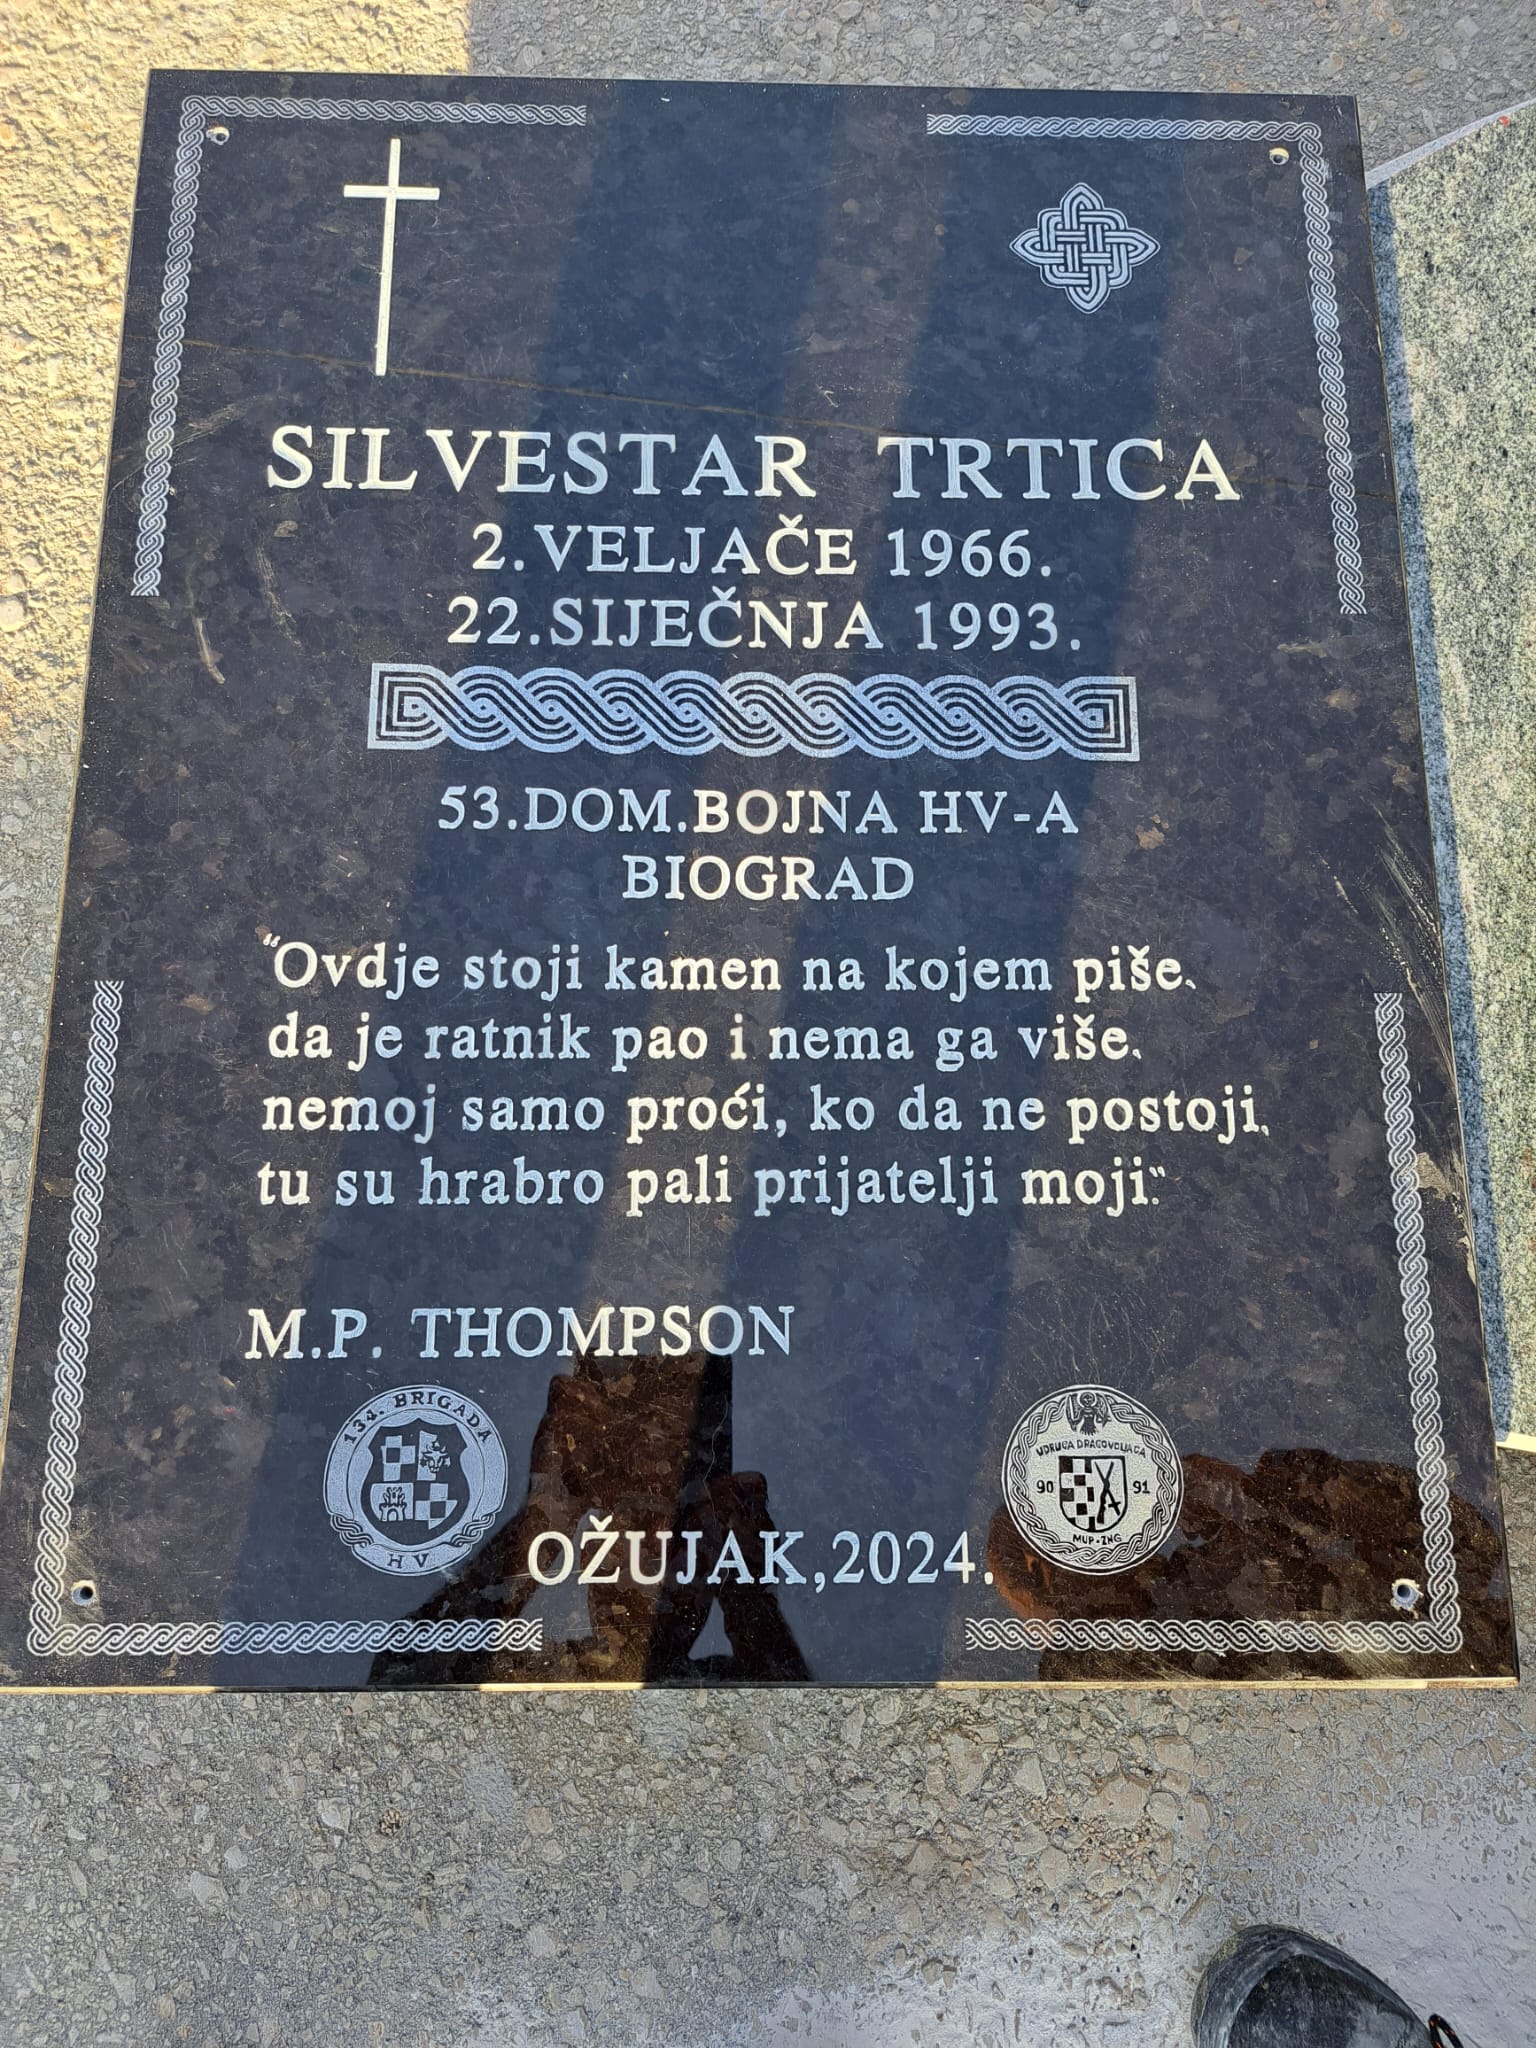 SILVESTAR TRTICA
2.VELJAČE 1966.
22.SIJEČNJA 1993.
53.DOM.BOJNA HV-A
BIOGRAD
“Ovdje stoji kamen na kojem piše,
da je ratnik pao i nema ga više,
nemoj samo proći, ko da ne postoji,
tu su hrabro pali prijatelji moji.“
M.P. THOMPSON
134. BRIGADA
HV
UDRUGA DRAGOVOLJACA
90 91
MUP-ZNG
OŽUJAK,2024.